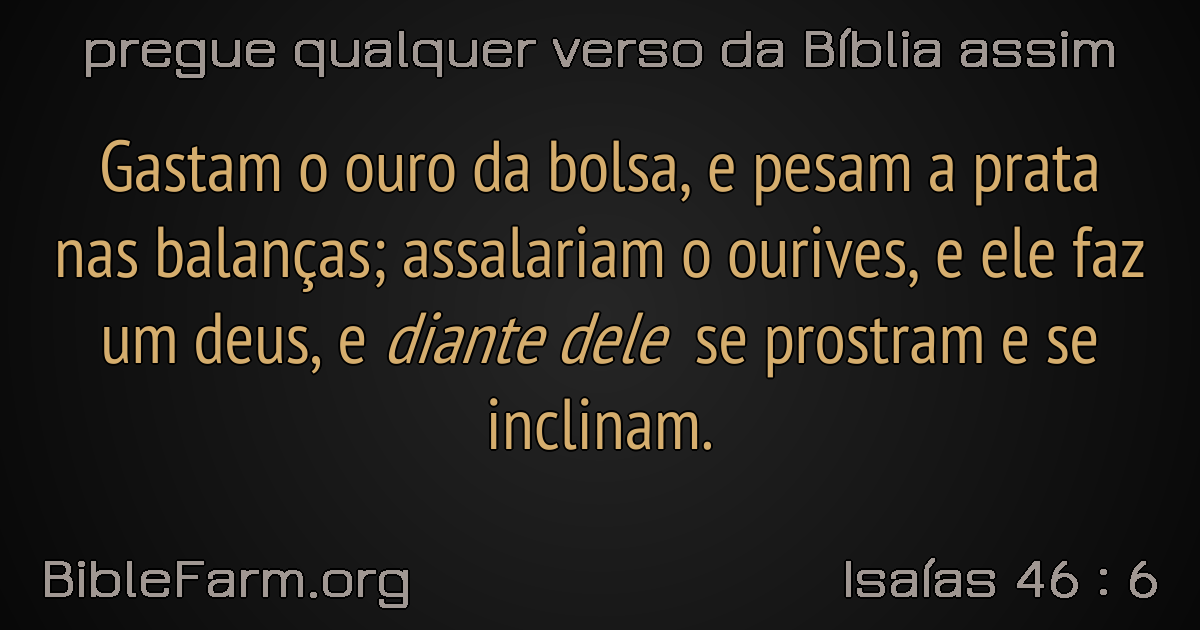 pregue qualquer verso da Bíblia assim
Gastam o ouro da bolsa, e pesam a prata
nas balanças; assalariam o ourives, e ele faz
um deus, e diante dele se prostram e se
inclinam.
BibleFarm.org
Isaías 46 : 6